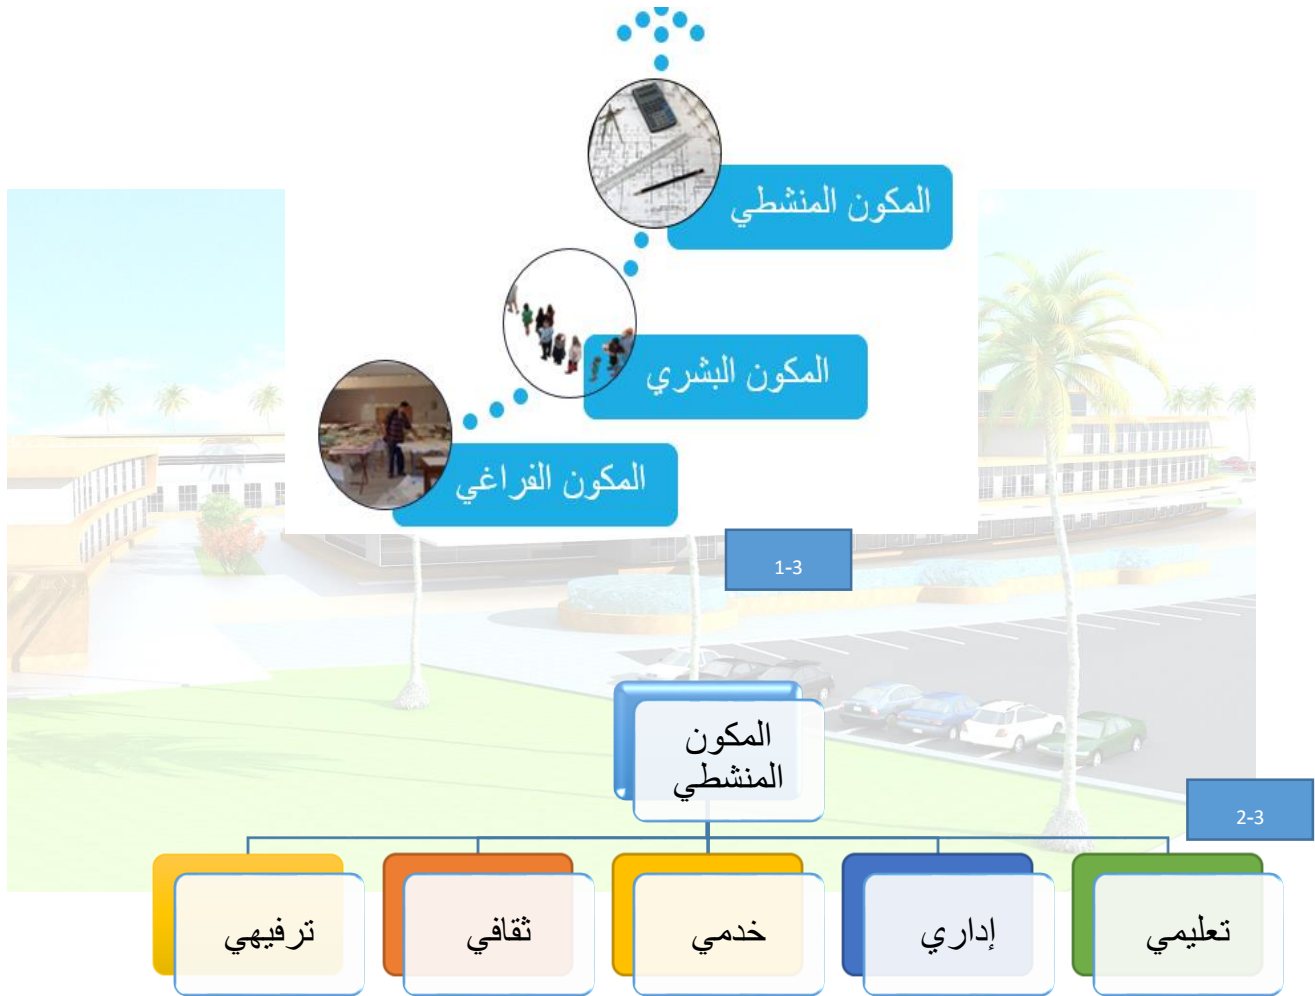 المكون المنشطي
المكون البشري
المكون الفراغي
1-3
المكون
المنشطي
2-3
تعليمي
إداري
خدمي
ثقافي
ترفيهي